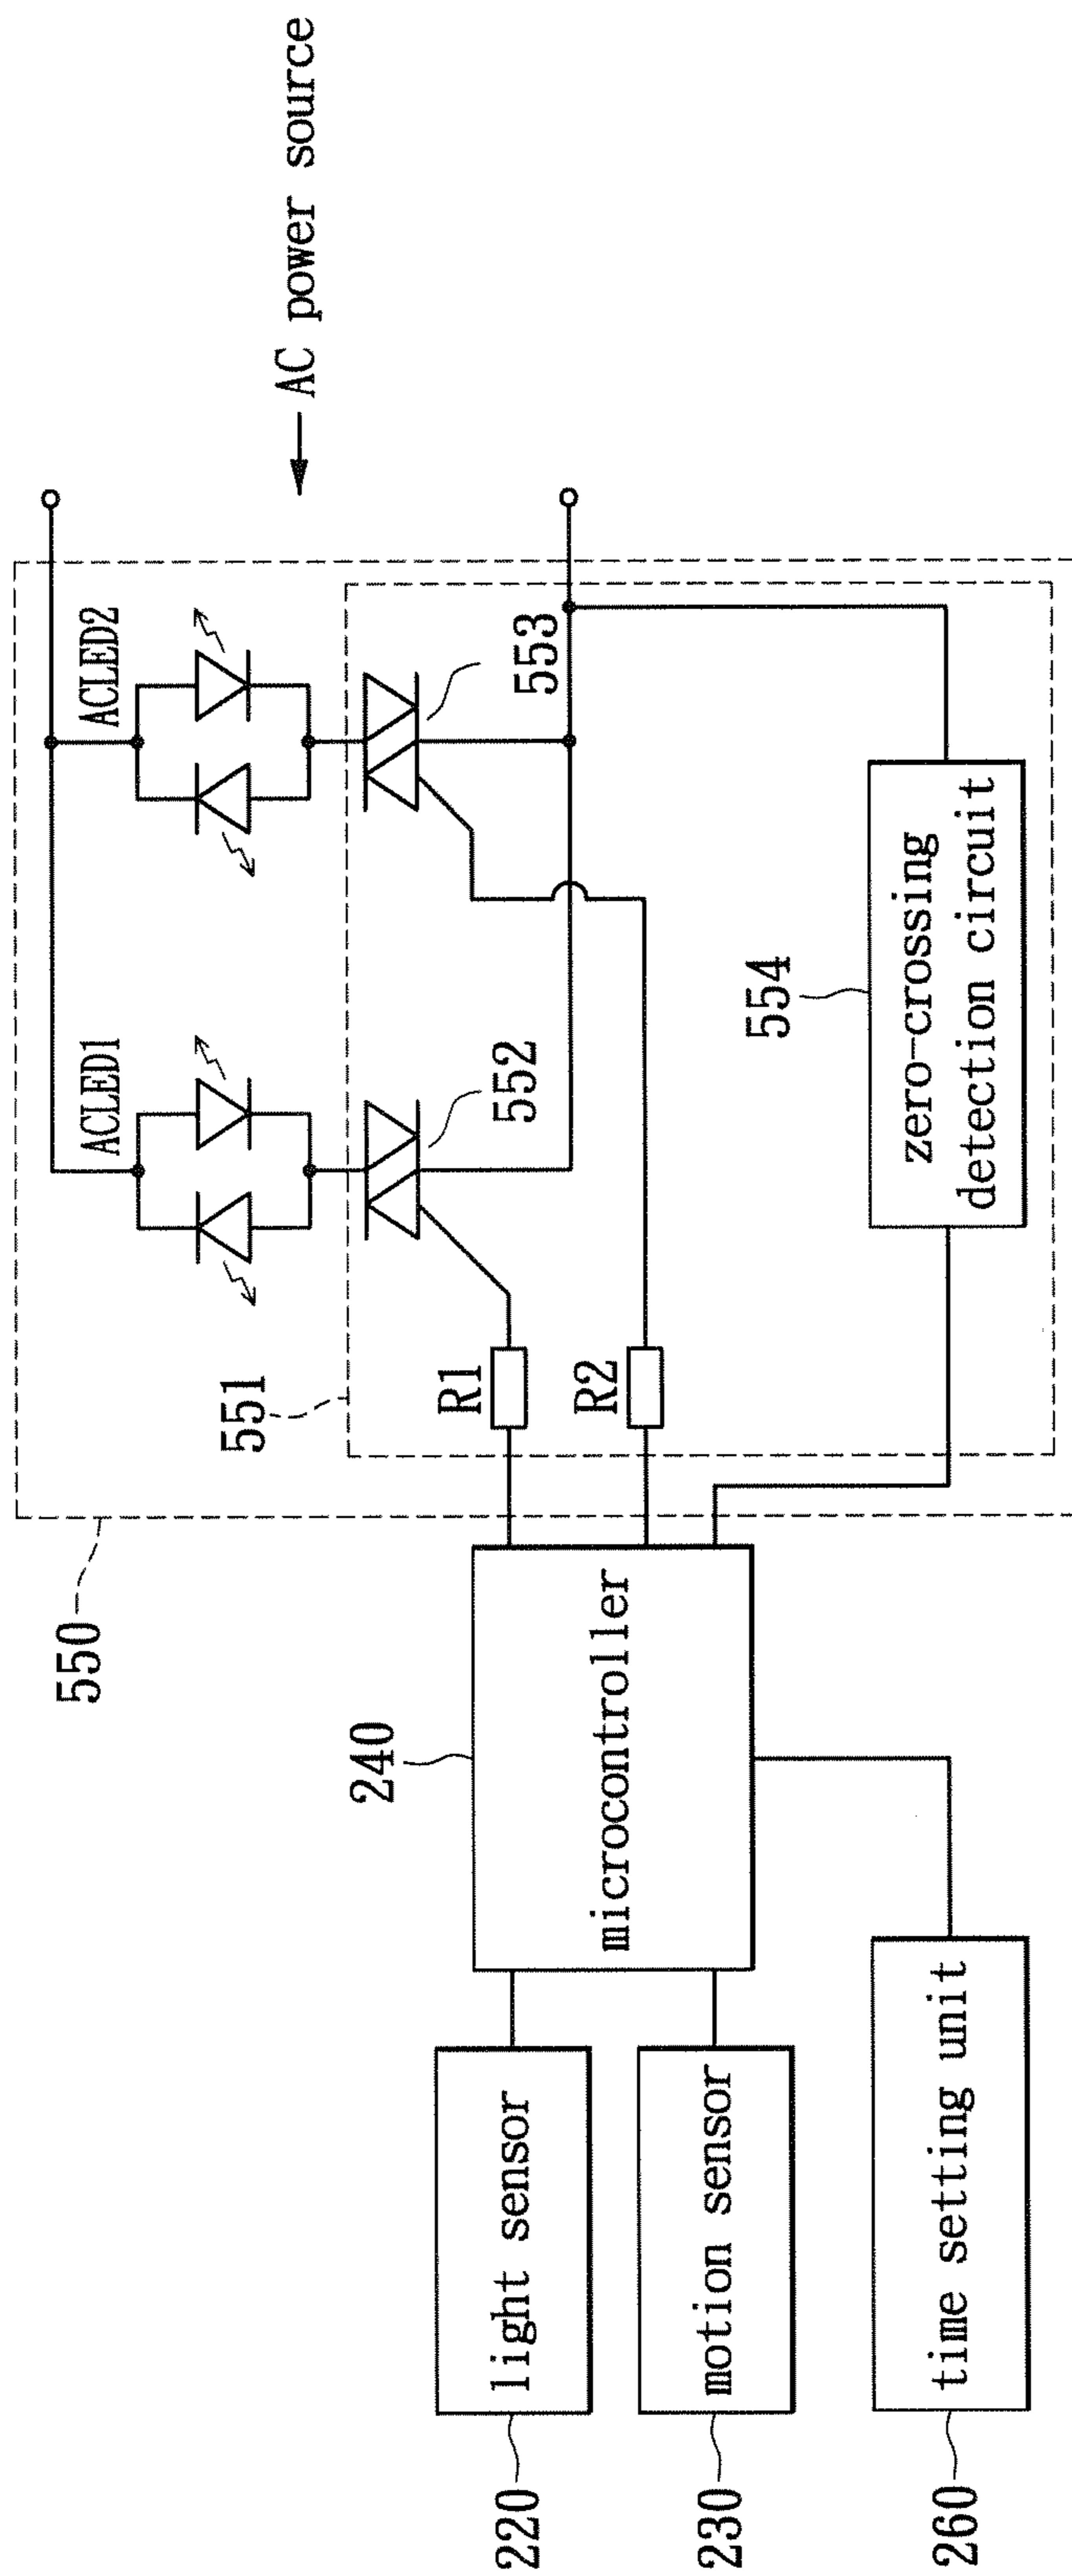 AC power source
ACLED1
ACLED2
550
551
552
553
R1
R2
554
zero-crossing
detection circuit
240
microcontroller
220
light sensor
230
motion sensor
260
time setting unit